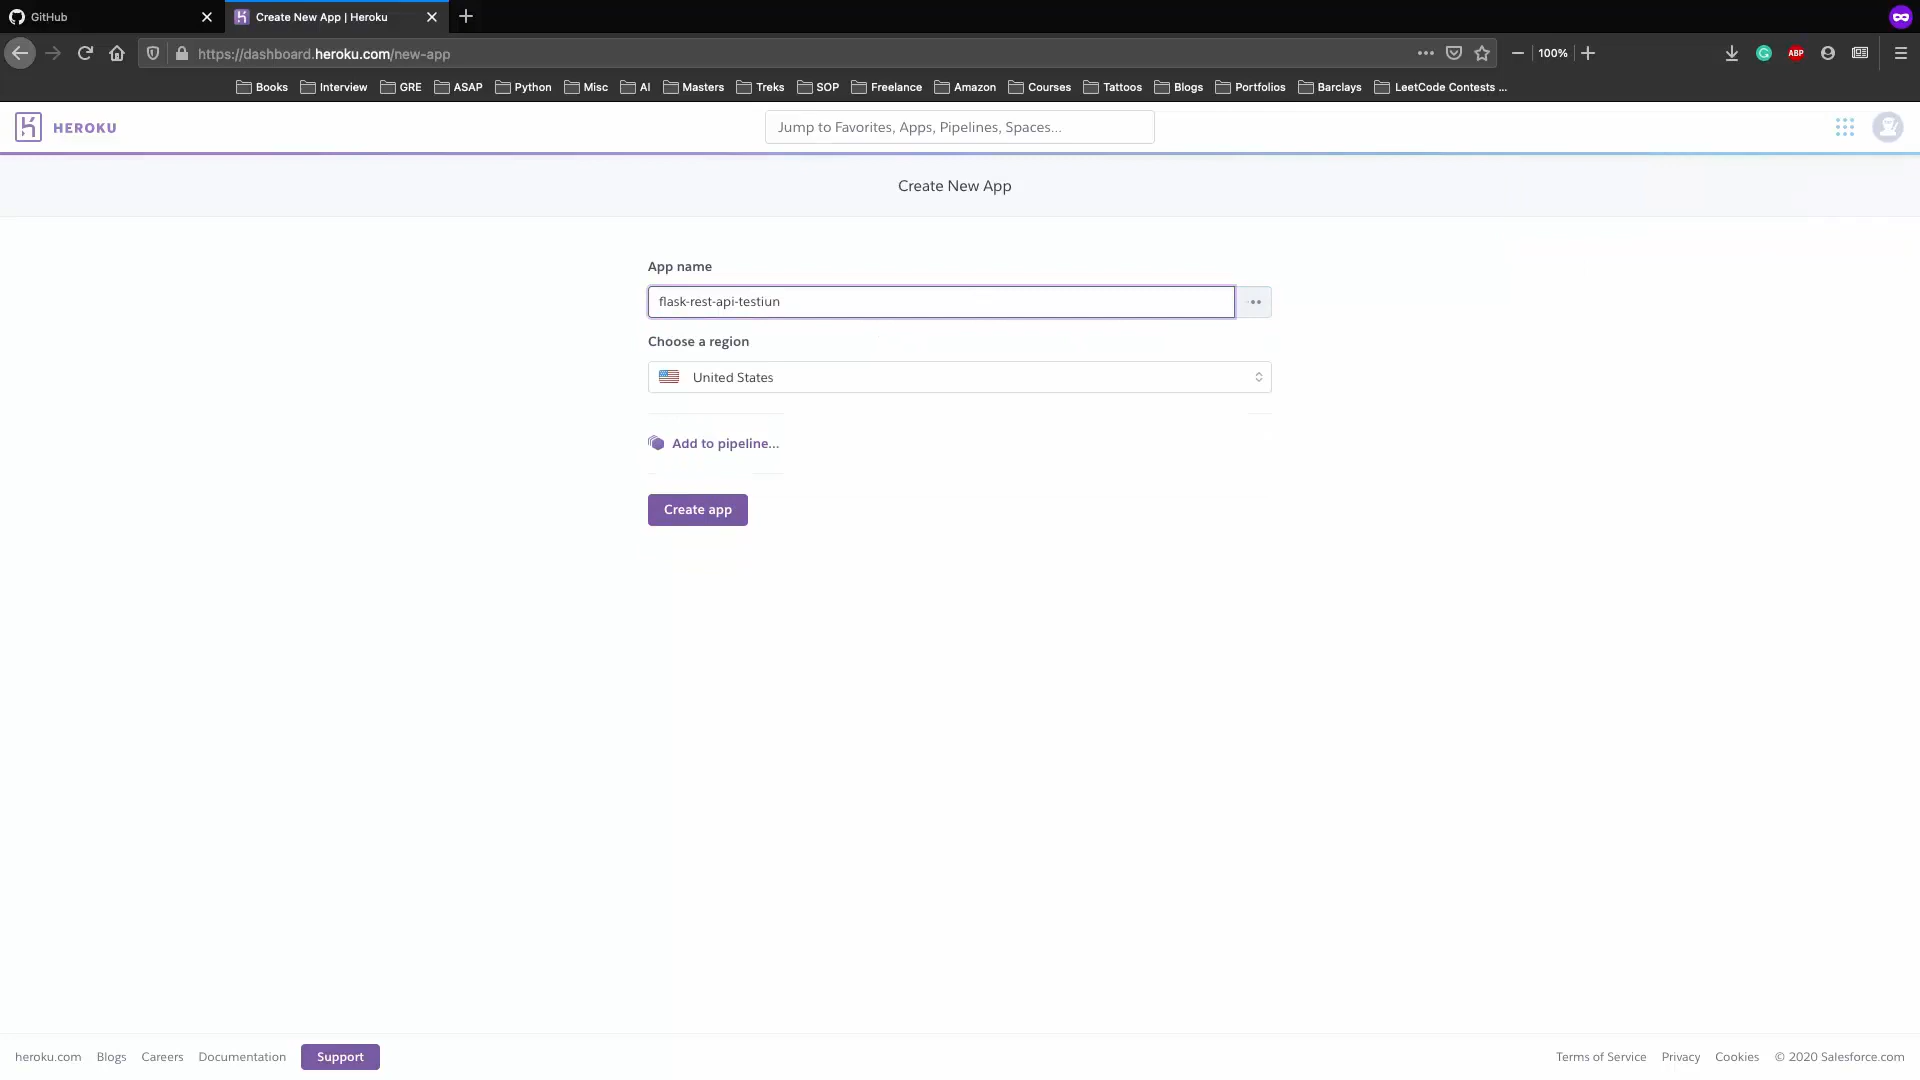 GitHub
Create New App | Heroku
https://dashboard.heroku.com/new-app
100%
ABP
Books Interview GRE ASAP Python Misc AI Masters Treks SOP Freelance Amazon Courses Tattoos Blogs Portfolios Barclays LeetCode Contests ...
HEROKU
Jump to Favorites, Apps, Pipelines, Spaces...
Create New App
App name
flask-rest-api-testiun
Choose a region
United States
Add to pipeline...
Create app
heroku.com Blogs Careers Documentation Support
Terms of Service Privacy Cookies © 2020 Salesforce.com